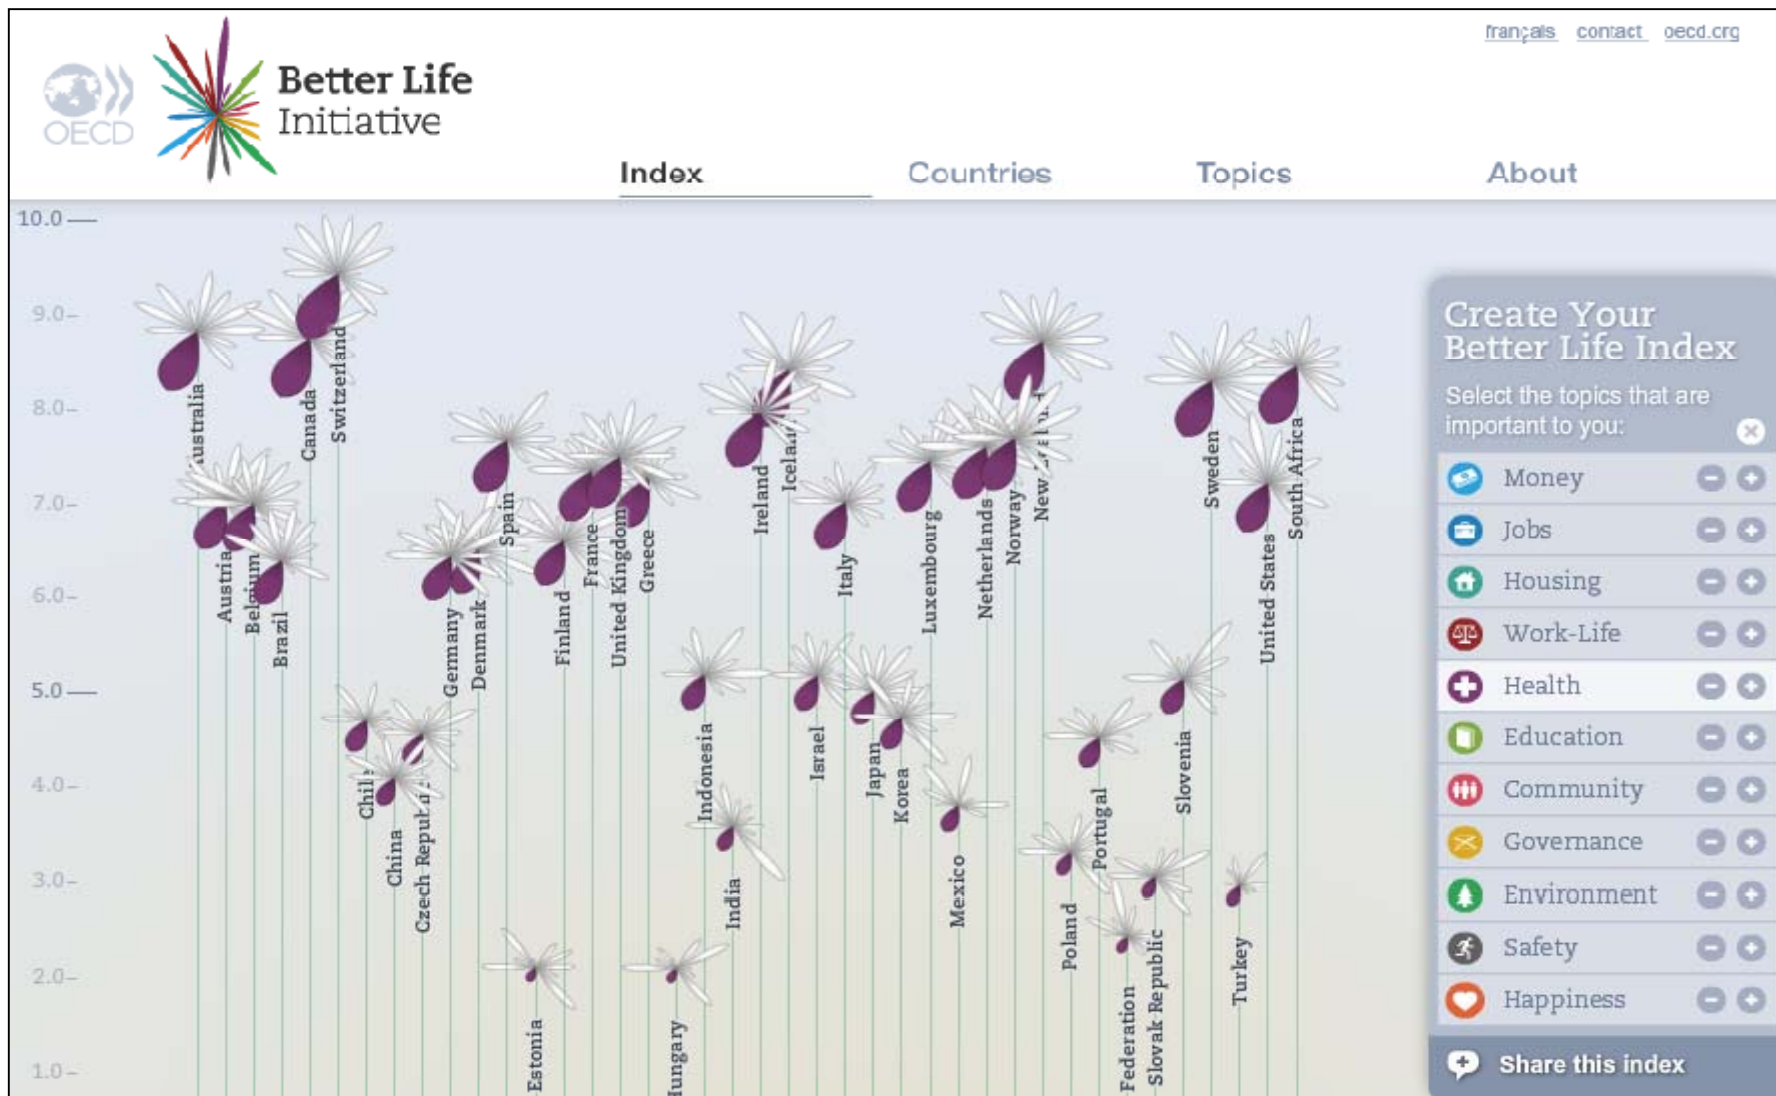 français contact oecd.org
OECD
Better Life
Initiative
Index Countries Topics About
10.0
9.0
8.0
7.0
6.0
5.0
4.0
3.0
2.0
1.0
Austria
Belgium
Brazil
Canada
Switzerland
China
Germany
Denmark
Spain
Estonia
Finland
France
United Kingdom
Greece
Indonesia
India
Ireland
Israel
Italy
Japan
Korea
Luxembourg
Mexico
Netherlands
Norway
Poland
Portugal
Federation
Slovak Republic
Slovenia
Sweden
Turkey
United States
South Africa
Create Your
Better Life Index
Select the topics that are
important to you:
Money
Jobs
Housing
Work-Life
Health
Education
Community
Governance
Environment
Safety
Happiness
Share this index